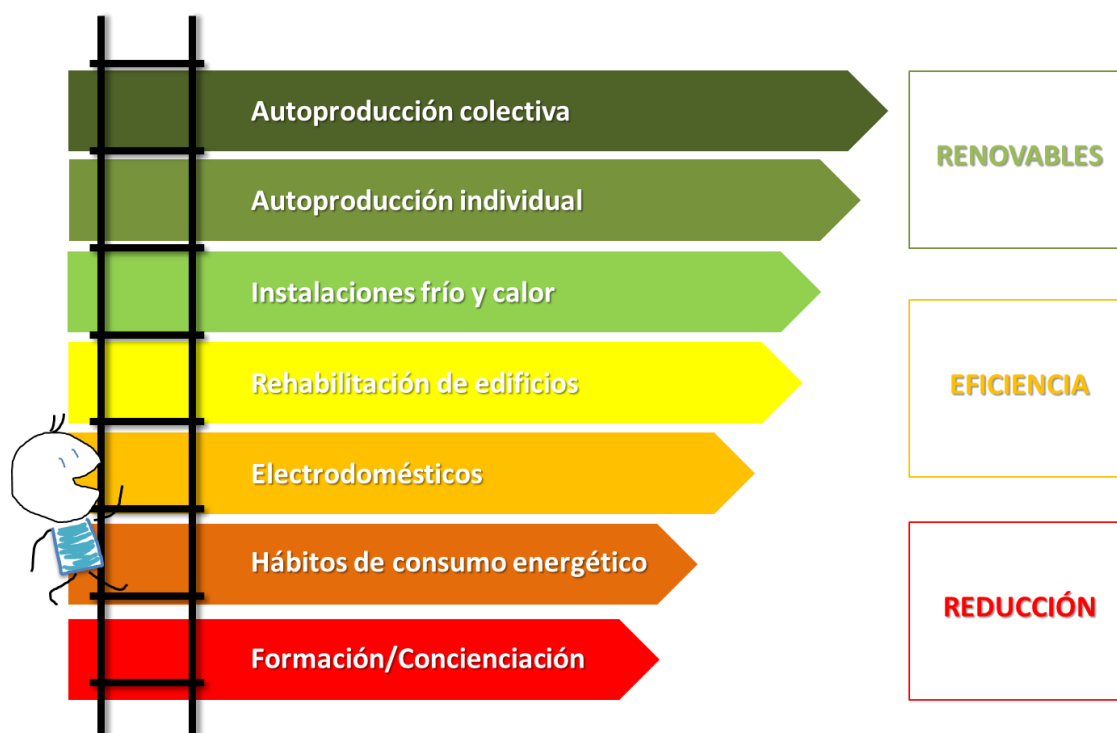 Autoproducción colectiva
Autoproducción individual
Instalaciones frío y calor
Rehabilitación de edificios
Electrodomésticos
Hábitos de consumo energético
Formación/Concienciación
RENOVABLES
EFICIENCIA
REDUCCIÓN